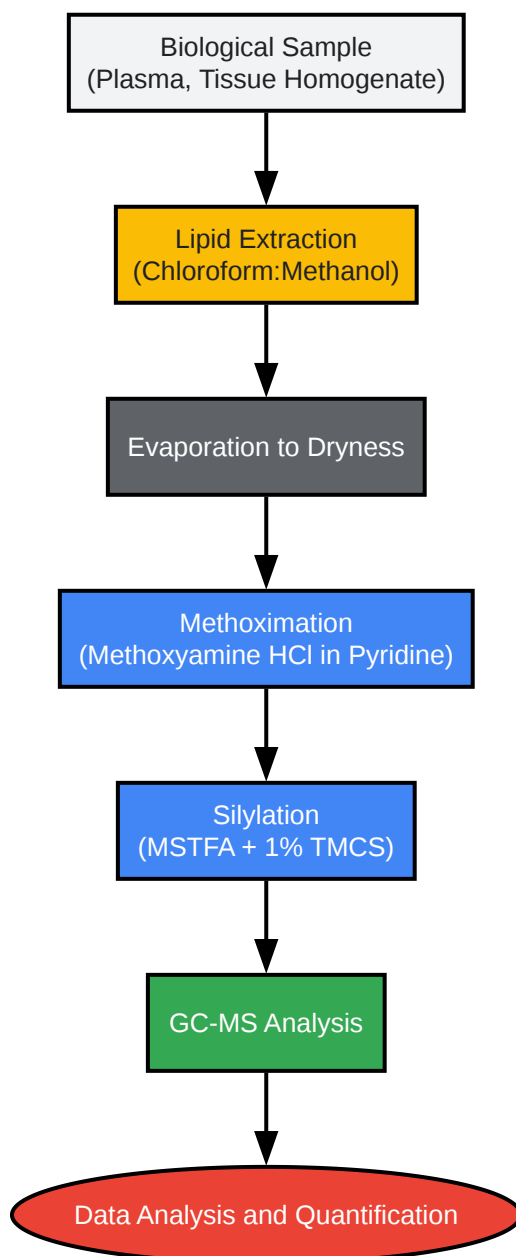 Biological Sample
(Plasma, Tissue Homogenate)
Lipid Extraction
(Chloroform:Methanol)
Evaporation to Dryness
Methoximation
(Methoxyamine HCl in Pyridine)
Silylation
(MSTFA + 1% TMCS)
GC-MS Analysis
Data Analysis and Quantification